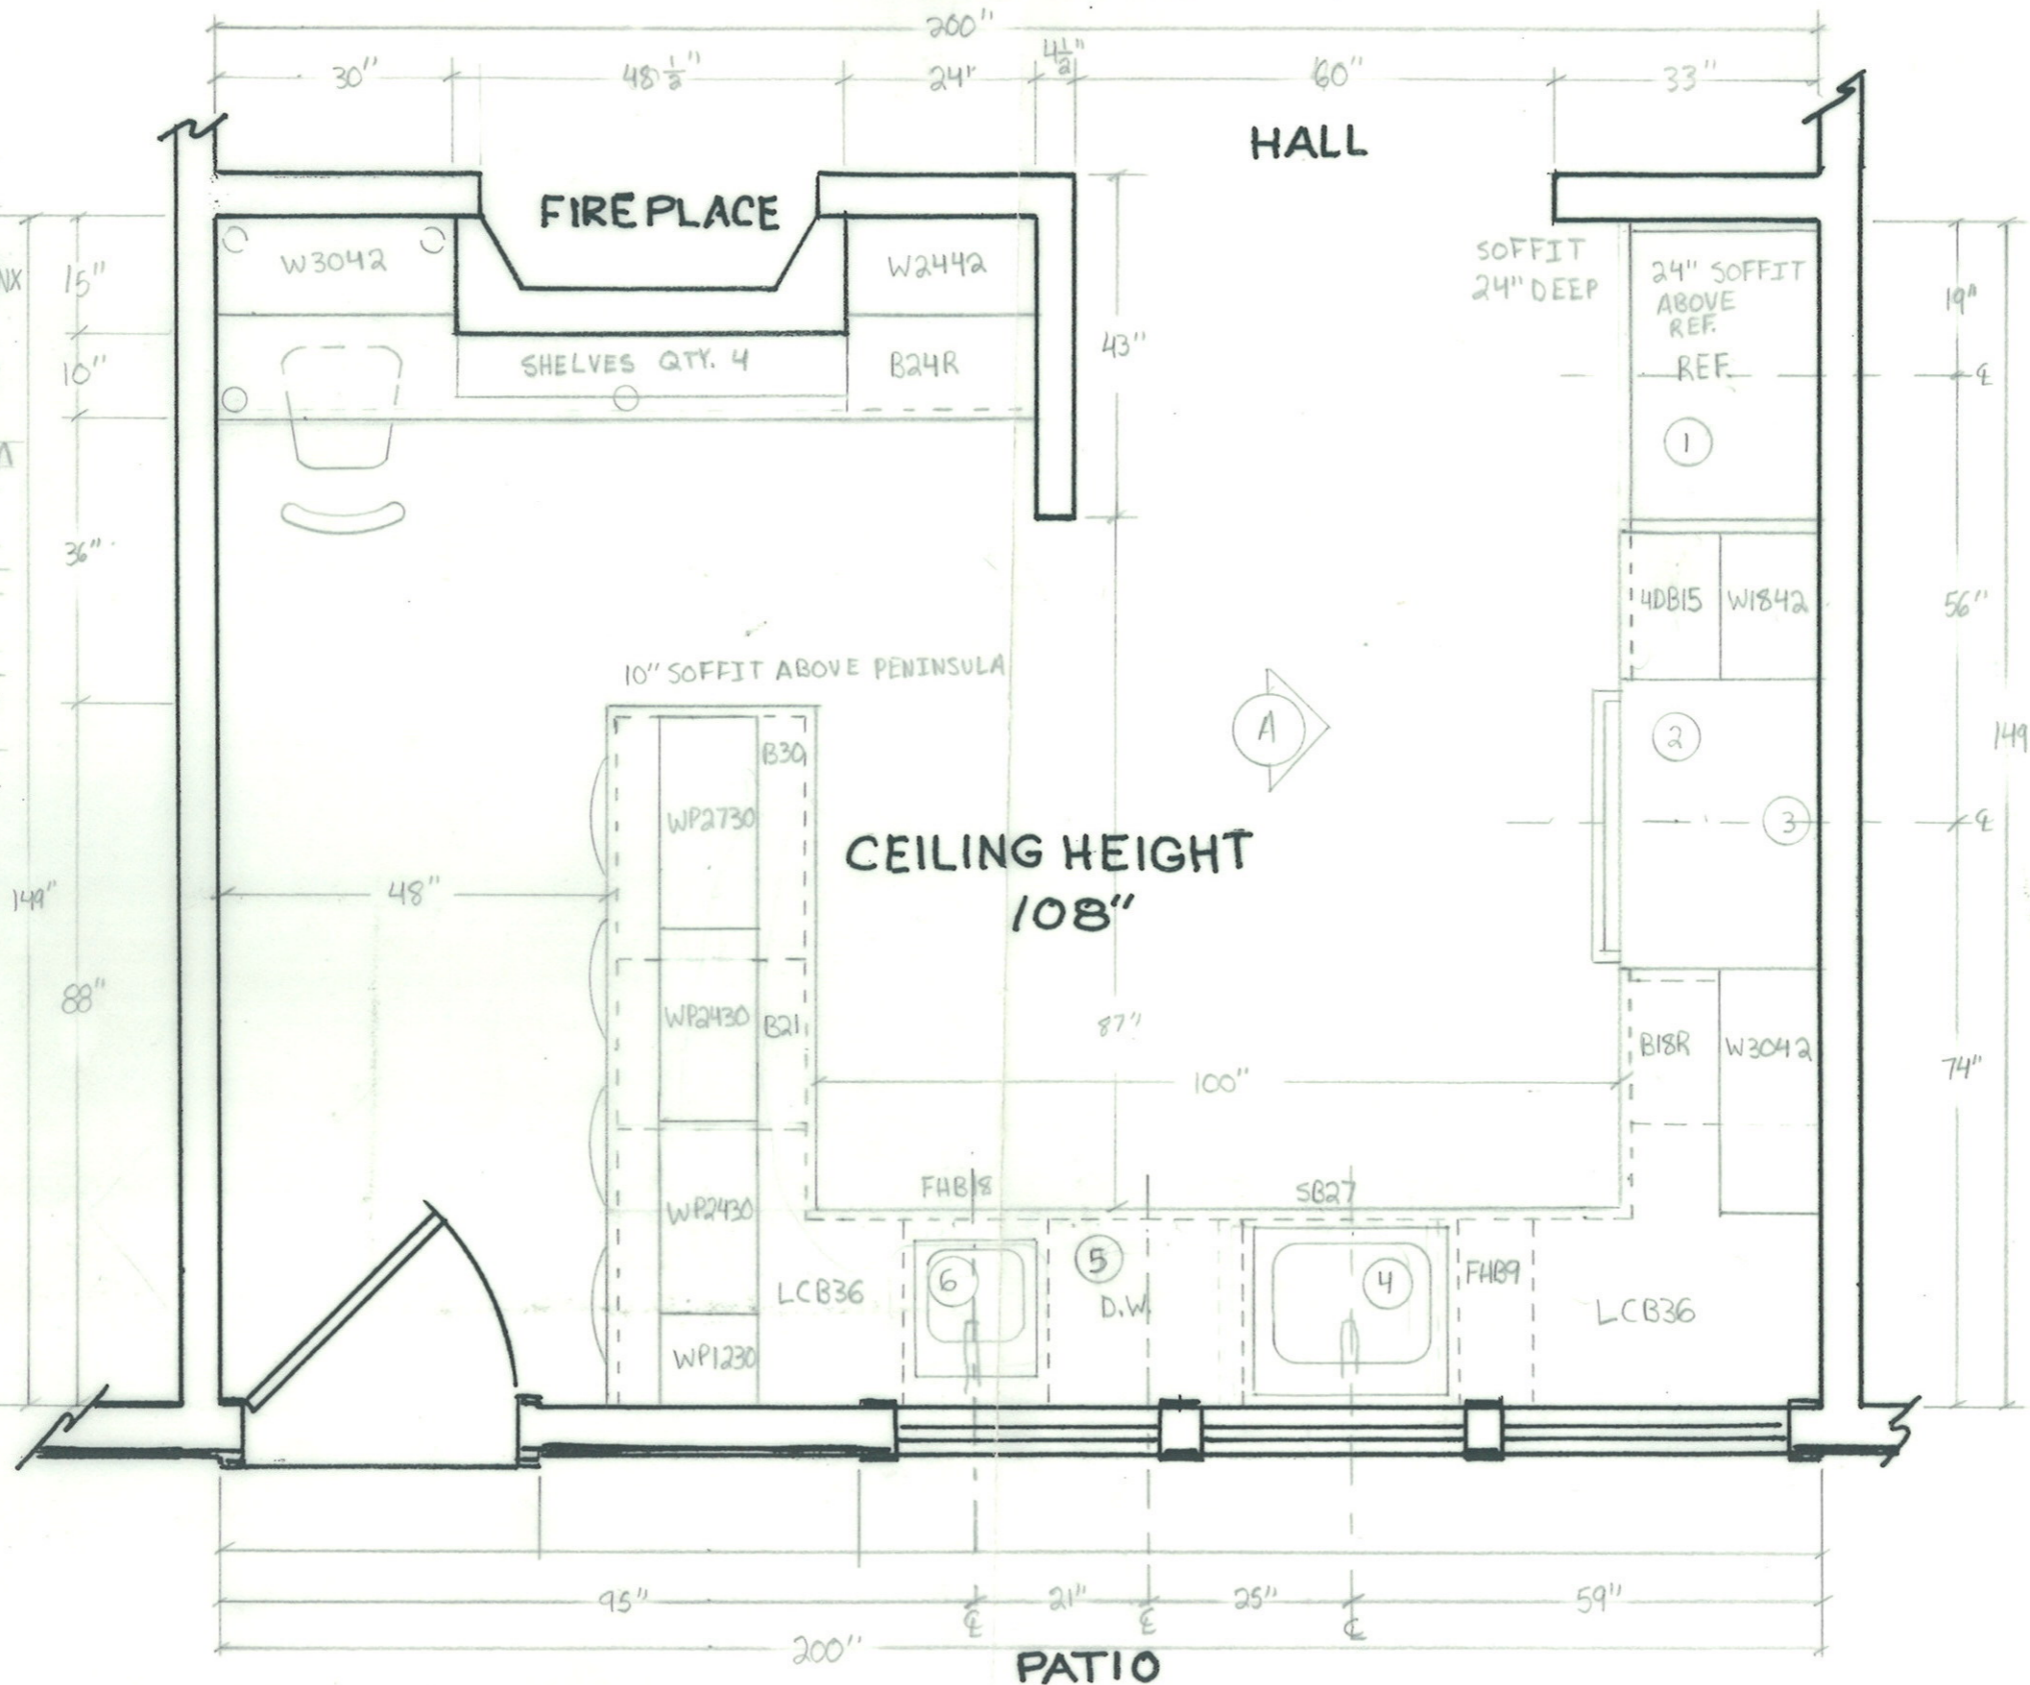 200"
30"
48 1/2"
24"
4 1/2"
60"
33"
HALL
FIREPLACE
W3042
W2442
SHELVES QTY. 4
B24R
SOFFIT
24" DEEP
24" SOFFIT
ABOVE
REF.
REF.
1
15"
10"
36"
149"
88"
43"
19"
℄
56"
149
℄
74"
4DB15
W1842
10" SOFFIT ABOVE PENINSULA
A
2
3
B30
WP2730
CEILING HEIGHT
108"
48"
WP2430
B21
87"
B18R
W3042
100"
FHB18
SB27
WP2430
LCB36
6
5
D.W.
4
FHB9
LCB36
WP1230
95"
21"
25"
59"
℄
℄
℄
200"
PATIO